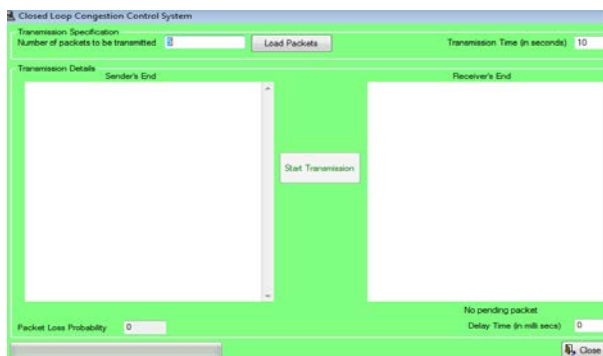 Closed Loop Congestion Control System
Transmission Specification
Number of packets to be transmitted 5 Load Packets Transmission Time (in seconds) 10
Transmission Details
Sender's End Receiver's End
Start Transmission
No pending packet
Packet Loss Probability 0 Delay Time (in milli secs) 0
Close